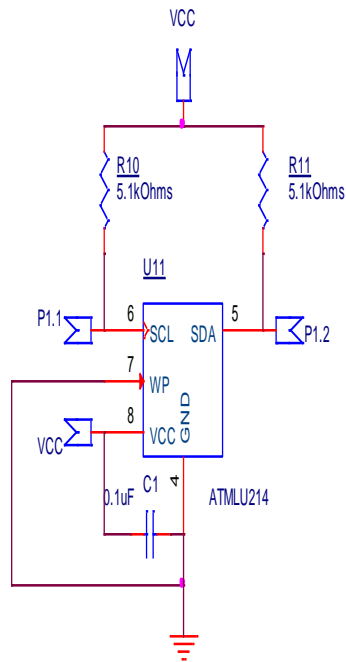 VCC
R10
5.1kOhms
R11
5.1kOhms
U11
P1.1
6
SCL
SDA
5
P1.2
7
WP
GND
8
VCC
VCC
4
C1
0.1uF
ATMLU214